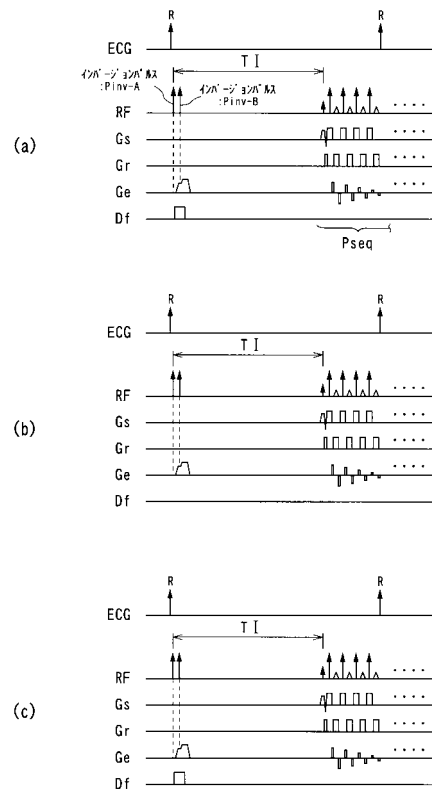 R
R
ECG
T I
インバージョンパルス
:Pinv-A
インバージョンパルス
:Pinv-B
RF
Gs
(a)
Gr
Ge
Df
Pseq
R
R
ECG
T I
RF
Gs
(b)
Gr
Ge
Df
R
R
ECG
T I
RF
Gs
(c)
Gr
Ge
Df